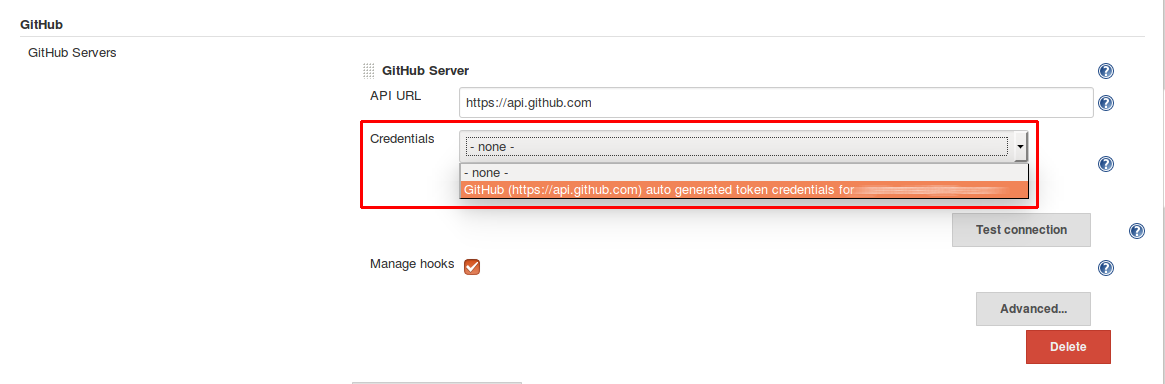 GitHub
GitHub Servers
GitHub Server
API URL
https://api.github.com
Credentials
- none -
- none -
GitHub (https://api.github.com) auto generated token credentials for
Test connection
Manage hooks
Advanced...
Delete